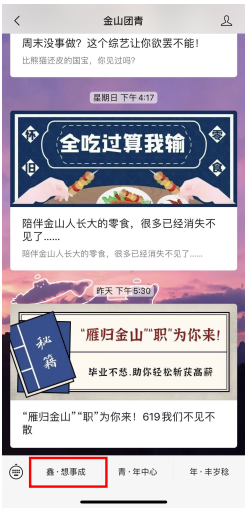 金山团青
周末没事做？这个综艺让你欲罢不能！
比熊猫还皮的国宝，你见过吗？
星期日 下午4:17
怀旧
全吃过算我输
零食
陪伴金山人长大的零食，很多已经消失不
见了......
陪伴金山人长大的零食，很多已经消失不见了......
昨天 下午5:30
秘籍
“雁归金山”“职”为你来！
毕业不愁.助你轻松斩获高薪
“雁归金山”“职”为你来！619我们不见不
散
鑫·想事成
青·年中心
年·丰岁稔